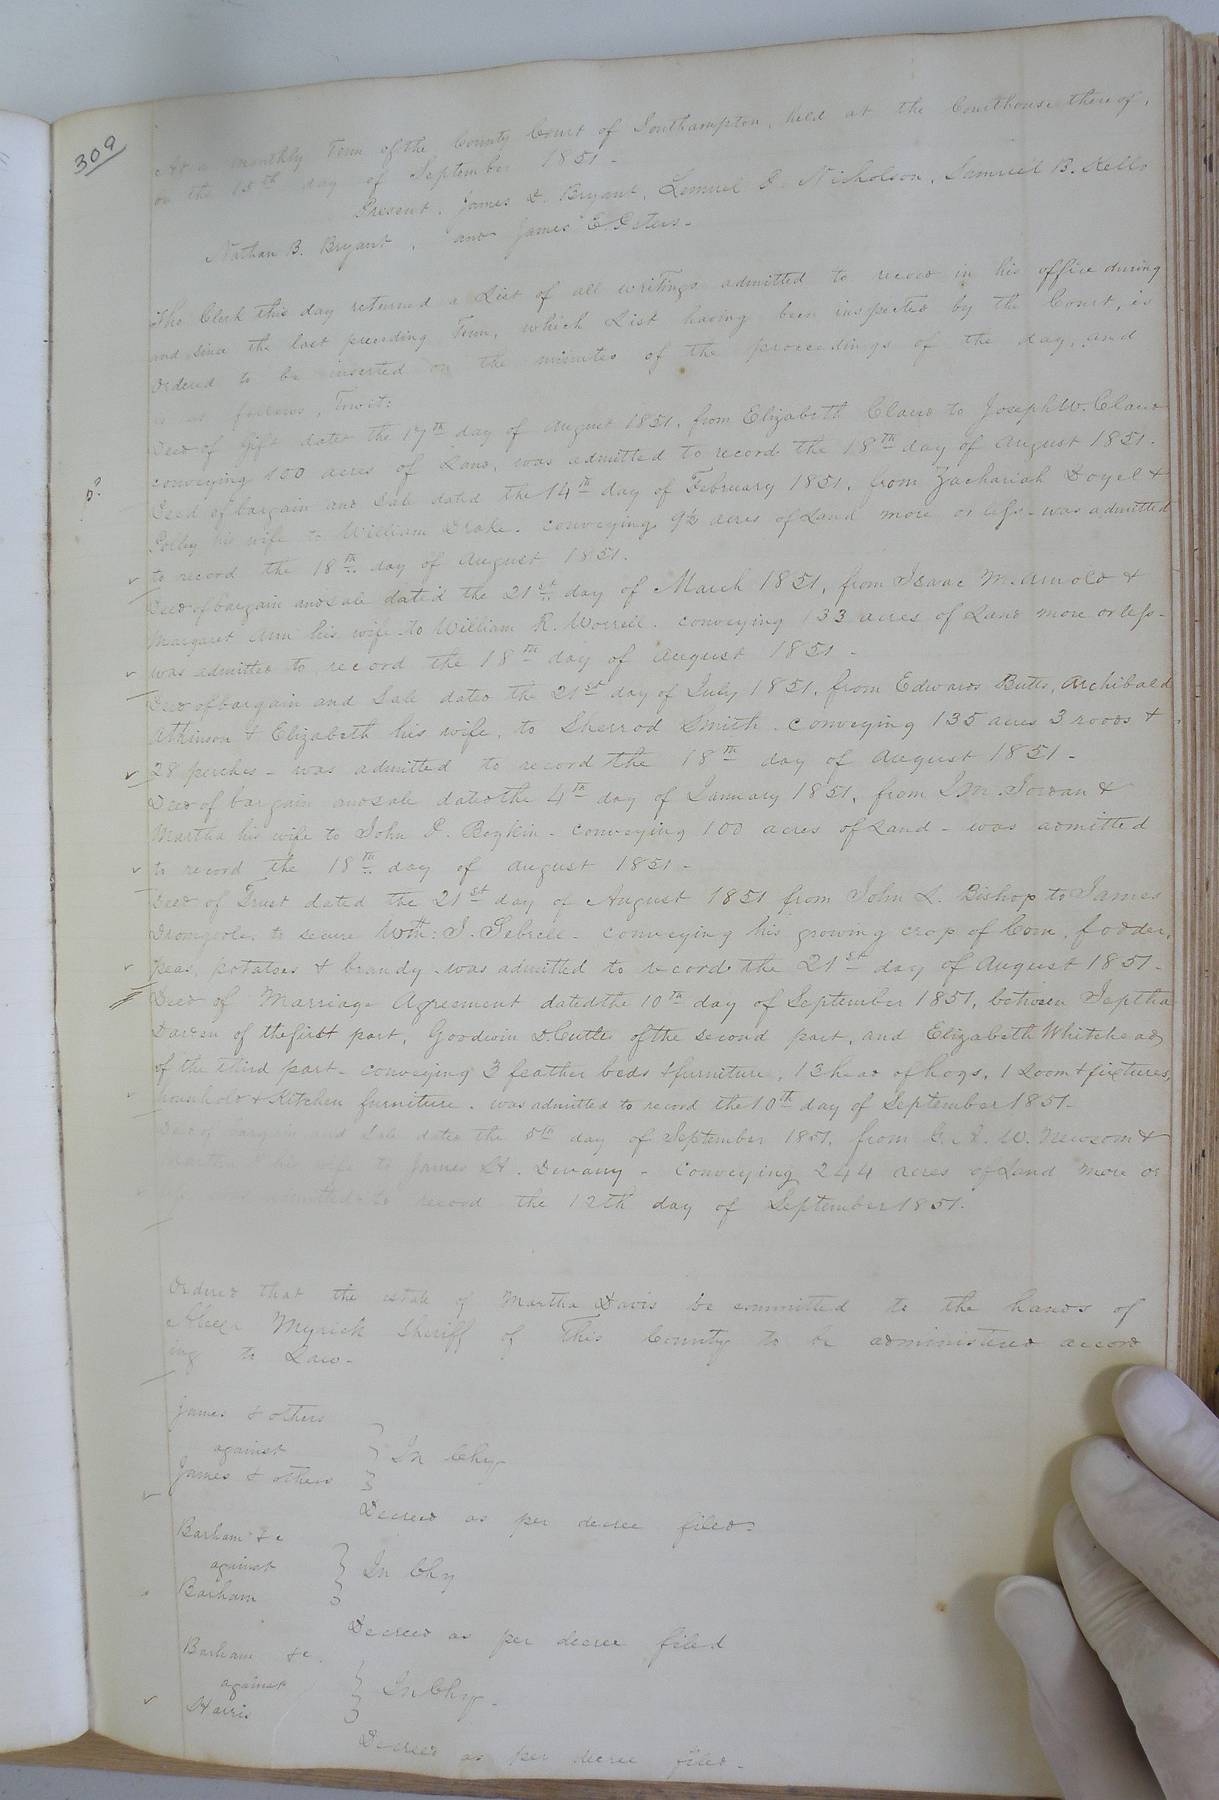 309
At a monthly Term of the County Court of Southampton, held at the Courthouse thereof,
on the 15th day of September 1851 -
Present, James D. Bryant, Lemuel P. Nicholson, Samuel B. Kello
Nathan B. Bryant, and James E. Peters -
The Clerk this day returned a List of all writings admitted to record in his office during
and since the last preceding Term, which List having been inspected by the Court, is
ordered to be inserted on the minutes of the proceedings of the day, and
is as follows, Towit:
Deed of Gift dated the 17th day of August 1851, from Elizabeth Claud to Joseph W. Claud
conveying 100 acres of Land, was admitted to record the 18th day of August 1851.
Deed of bargain and Sale dated the 14th day of February 1851, from Zachariah Doyel &
Polley his wife to William Drake - conveying 9½ acres of Land more or less - was admitted
to record the 18th day of August 1851.
Deed of bargain and sale dated the 21st day of March 1851, from Isaac M. Arnold &
Margaret Ann his wife to William R. Worrell - conveying 133 acres of Land more or less -
was admitted to record the 18th day of August 1851 -
Deed of bargain and Sale dated the 21st day of July 1851, from Edward Butts, Archibald
Atkinson & Elizabeth his wife, to Sherrod Smith - conveying 135 acres 3 roods &
28 perches - was admitted to record the 18th day of August 1851 -
Deed of bargain and sale dated the 4th day of January 1851, from
Martha his wife to John P. Boykin - conveying 100 acres of Land - was admitted
to record the 18th day of August 1851 -
Deed of Trust dated the 21st day of August 1851 from John L. Bishop to James
Dromgoole, to secure Wm: J. Sebrell - conveying his growing crop of Corn, fodder,
peas, potatoes & brandy - was admitted to record the 21st day of August 1851 -
Deed of Marriage Agreement dated the 10th day of September 1851, between Jeptha
Darden of the first part, Goodwin D. Cutler of the second part, and Elizabeth Whitehead
of the third part - conveying 3 feather beds & furniture, 13 head of hogs, 1 Loom & fixtures,
household & Kitchen furniture - was admitted to record the 10th day of September 1851 -
Deed of bargain and Sale dated the 5th day of September 1851, from W. Newsom &
Martha his wife to James H. Devany - conveying 244 acres of Land more or
less was admitted to record the 12th day of September 1851.
Ordered that the estate of Martha Davis be committed to the hands of
Myrick Sheriff of This County to be administered accord
ing to Law -
James & others
against } In Chy
James & others
Decreed as per decree filed -
Barham &c
against } In Chy
Barham
Decreed as per decree filed
Barham &c.
against } In Chy -
Harris
Decreed as per decree filed -